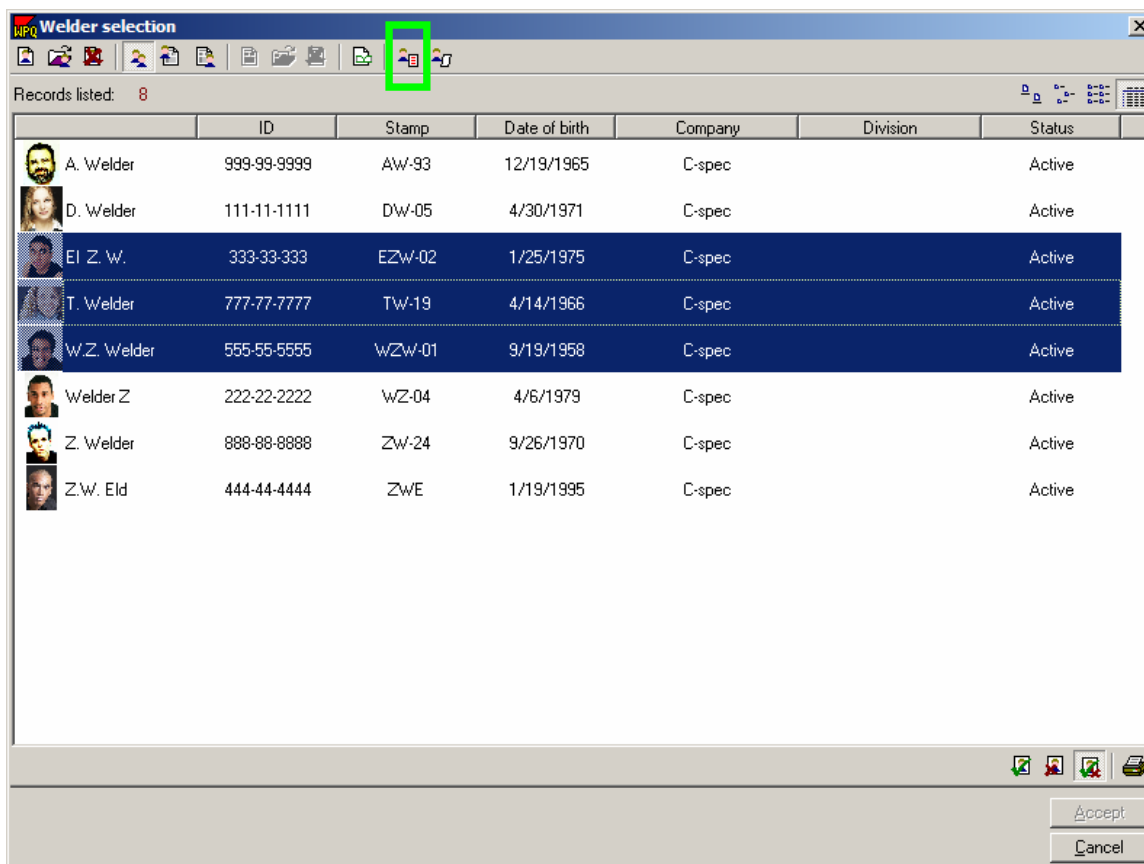 WPQ Welder selection
Records listed: 8
ID Stamp Date of birth Company Division Status
A. Welder 999-99-9999 AW-93 12/19/1965 C-spec Active
D. Welder 111-11-1111 DW-05 4/30/1971 C-spec Active
El Z. W. 333-33-333 EZW-02 1/25/1975 C-spec Active
T. Welder 777-77-7777 TW-19 4/14/1966 C-spec Active
W.Z. Welder 555-55-5555 WZW-01 9/19/1958 C-spec Active
Welder Z 222-22-2222 WZ-04 4/6/1979 C-spec Active
Z. Welder 888-88-8888 ZW-24 9/26/1970 C-spec Active
Z.W. Eld 444-44-4444 ZWE 1/19/1995 C-spec Active
Accept
Cancel